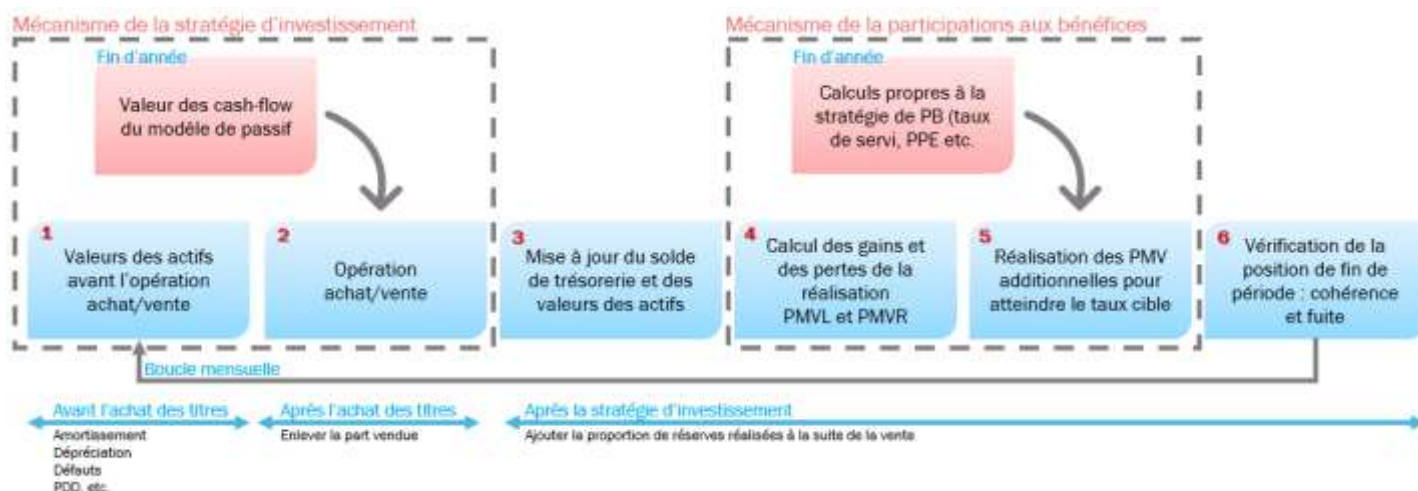 Mécanisme de la stratégie d'investissement
Mécanisme de la participations aux bénéfices
Fin d'année
Valeur des cash-flow
du modèle de passif
Fin d'année
Calculs propres à la
stratégie de PB (taux
de servi, PPE etc.
1
Valeurs des actifs
avant l'opération
achat/vente
2
Opération
achat/vente
3
Mise à jour du solde
de trésorerie et des
valeurs des actifs
4
Calcul des gains et
des pertes de la
réalisation
PMVL et PMVR
5
Réalisation des PMV
additionnelles pour
atteindre le taux cible
6
Vérification de la
position de fin de
période : cohérence
et fuite
Boucle mensuelle
Avant l'achat des titres
Amortissement
Dépréciation
Défauts
PDD, etc.
Après l'achat des titres
Enlever la part vendue
Après la stratégie d'investissement
Ajouter la proportion de réserves réalisées à la suite de la vente